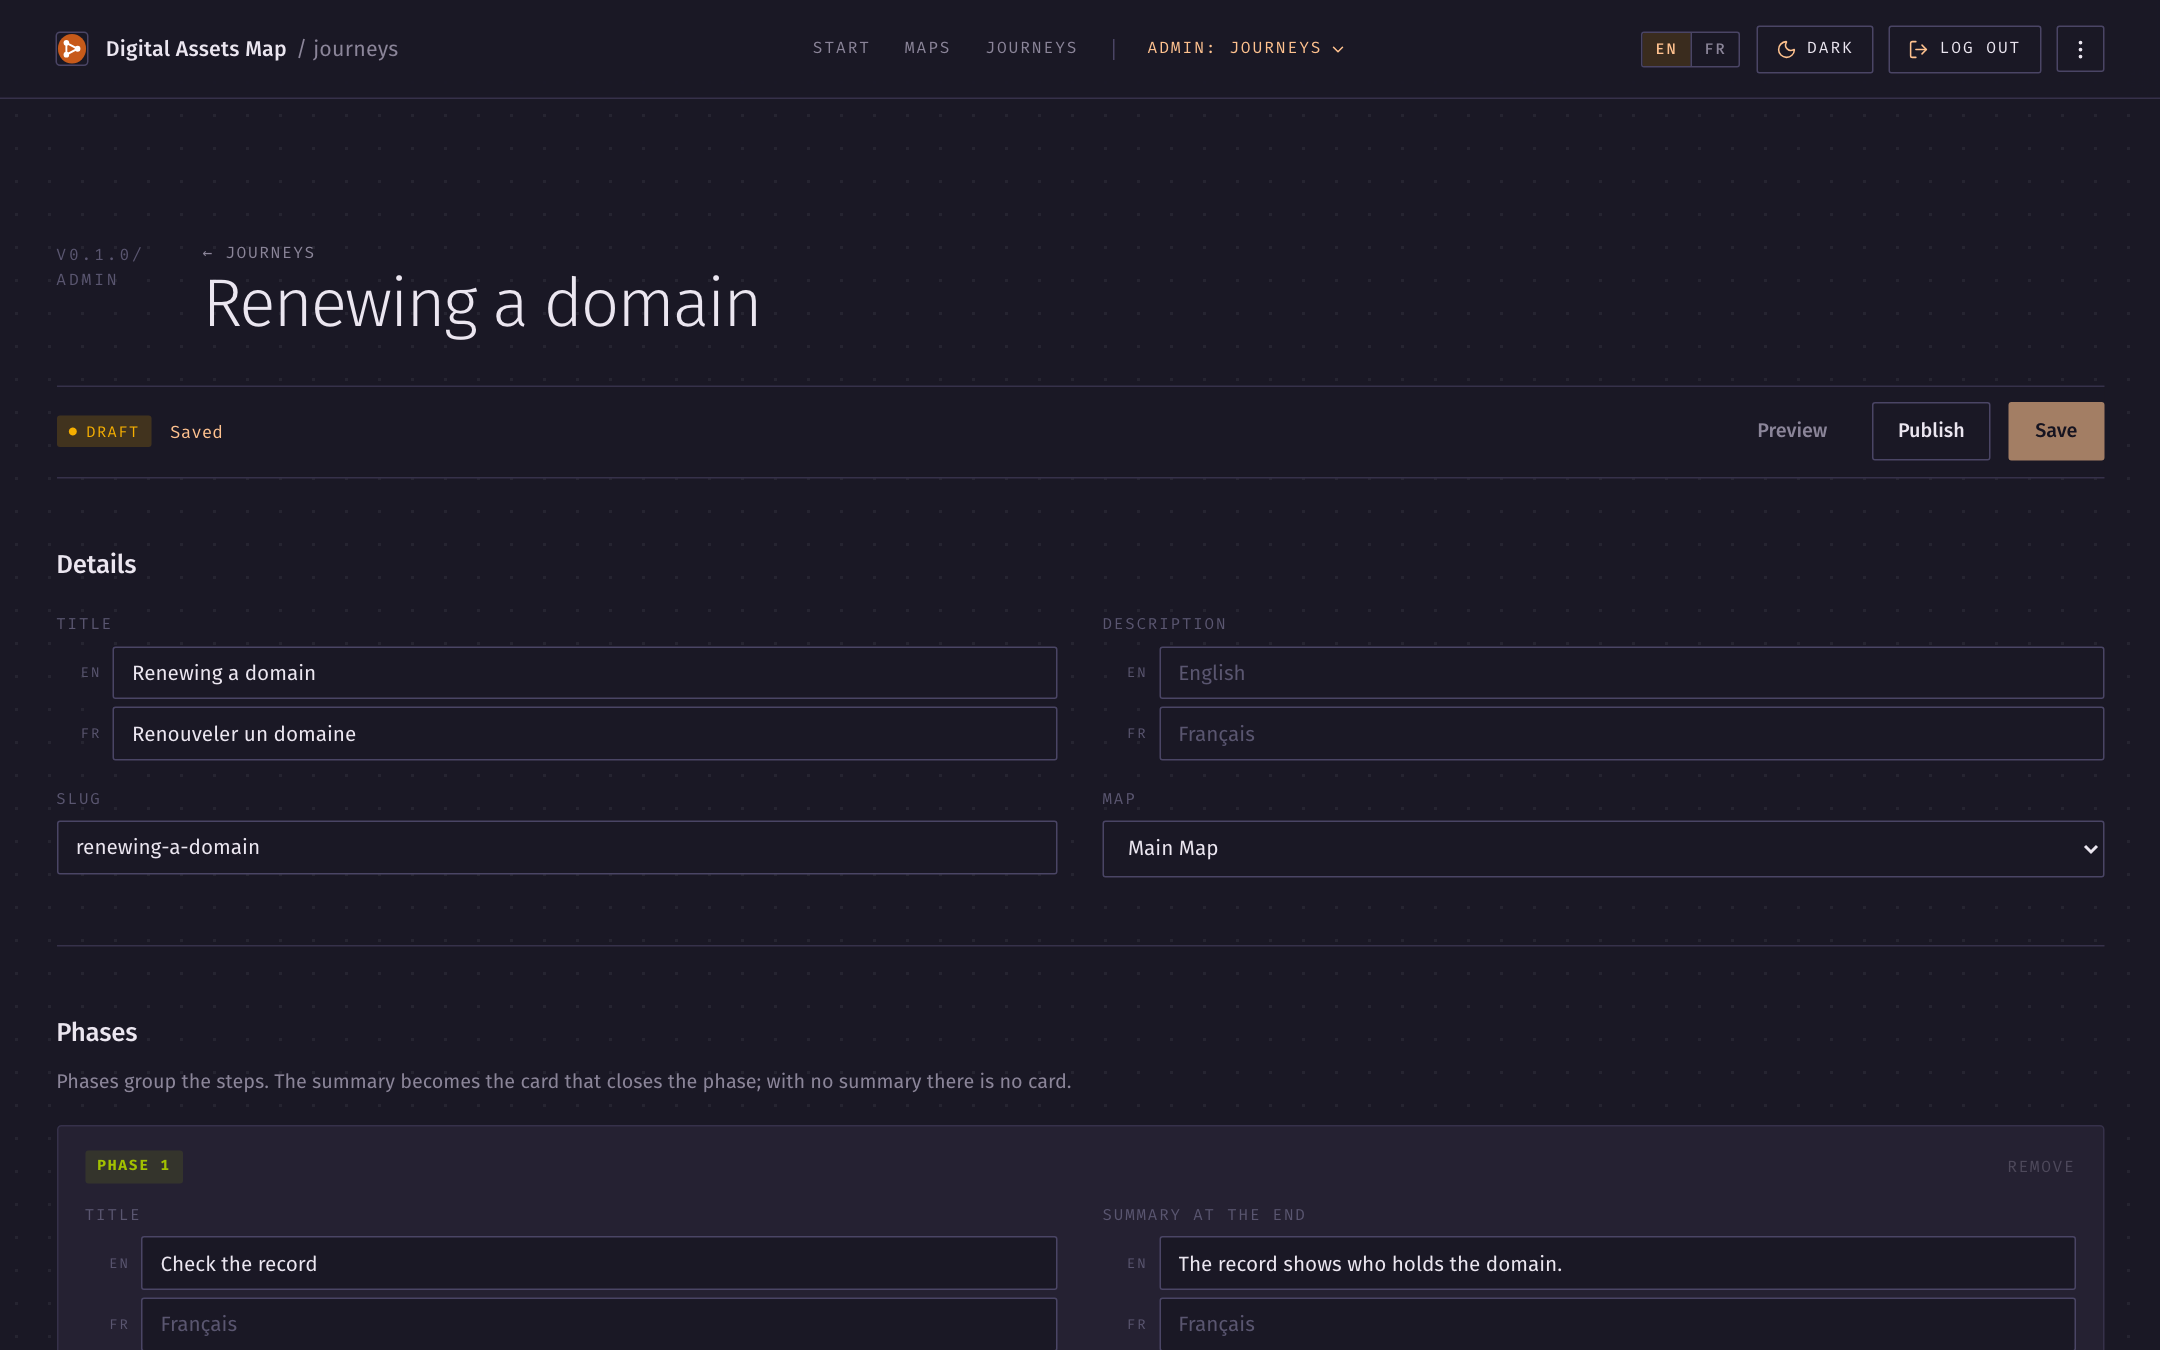 Digital Assets Map / journeys
START
MAPS
JOURNEYS
ADMIN: JOURNEYS
EN
FR
DARK
LOG OUT
V0.1.0/
ADMIN
← JOURNEYS
Renewing a domain
DRAFT
Saved
Preview
Publish
Save
Details
TITLE
EN
Renewing a domain
FR
Renouveler un domaine
DESCRIPTION
EN
English
FR
Français
SLUG
renewing-a-domain
MAP
Main Map
Phases
Phases group the steps. The summary becomes the card that closes the phase; with no summary there is no card.
PHASE 1
REMOVE
TITLE
EN
Check the record
FR
Français
SUMMARY AT THE END
EN
The record shows who holds the domain.
FR
Français